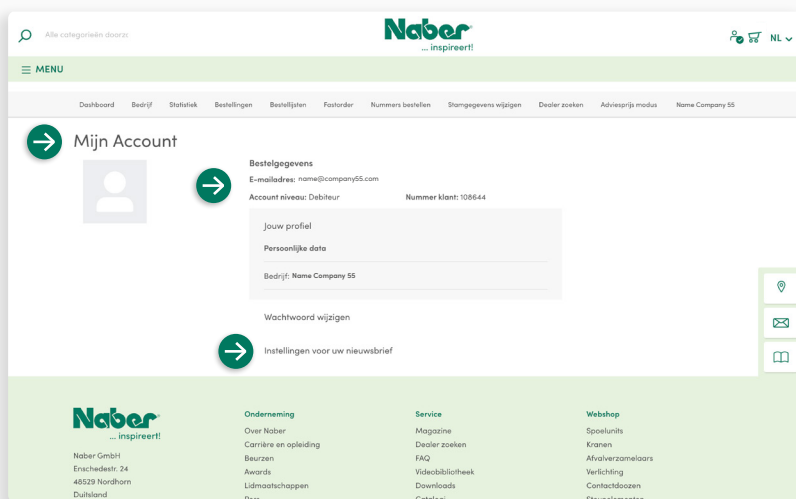 Alle categorieën doorzc
Naber
... inspireert!
NL
MENU
Dashboard Bedrijf Statistiek Bestellingen Bestellijsten Fastorder Nummers bestellen Stamgegevens wijzigen Dealer zoeken Adviesprijs modus Name Company 55
Mijn Account
Bestelgegevens
E-mailadres: name@company55.com
Account niveau: Debiteur Nummer klant: 108644
Jouw profiel
Persoonlijke data
Bedrijf: Name Company 55
Wachtwoord wijzigen
Instellingen voor uw nieuwsbrief
Naber
... inspireert!
Naber GmbH
Enschedestr. 24
48529 Nordhorn
Duitsland
Onderneming
Over Naber
Carrière en opleiding
Beurzen
Awards
Lidmaatschappen
Pers
Service
Magazine
Dealer zoeken
FAQ
Videobibliotheek
Downloads
Catalogi
Webshop
Spoelunits
Kranen
Afvalverzamelaars
Verlichting
Contactdoozen